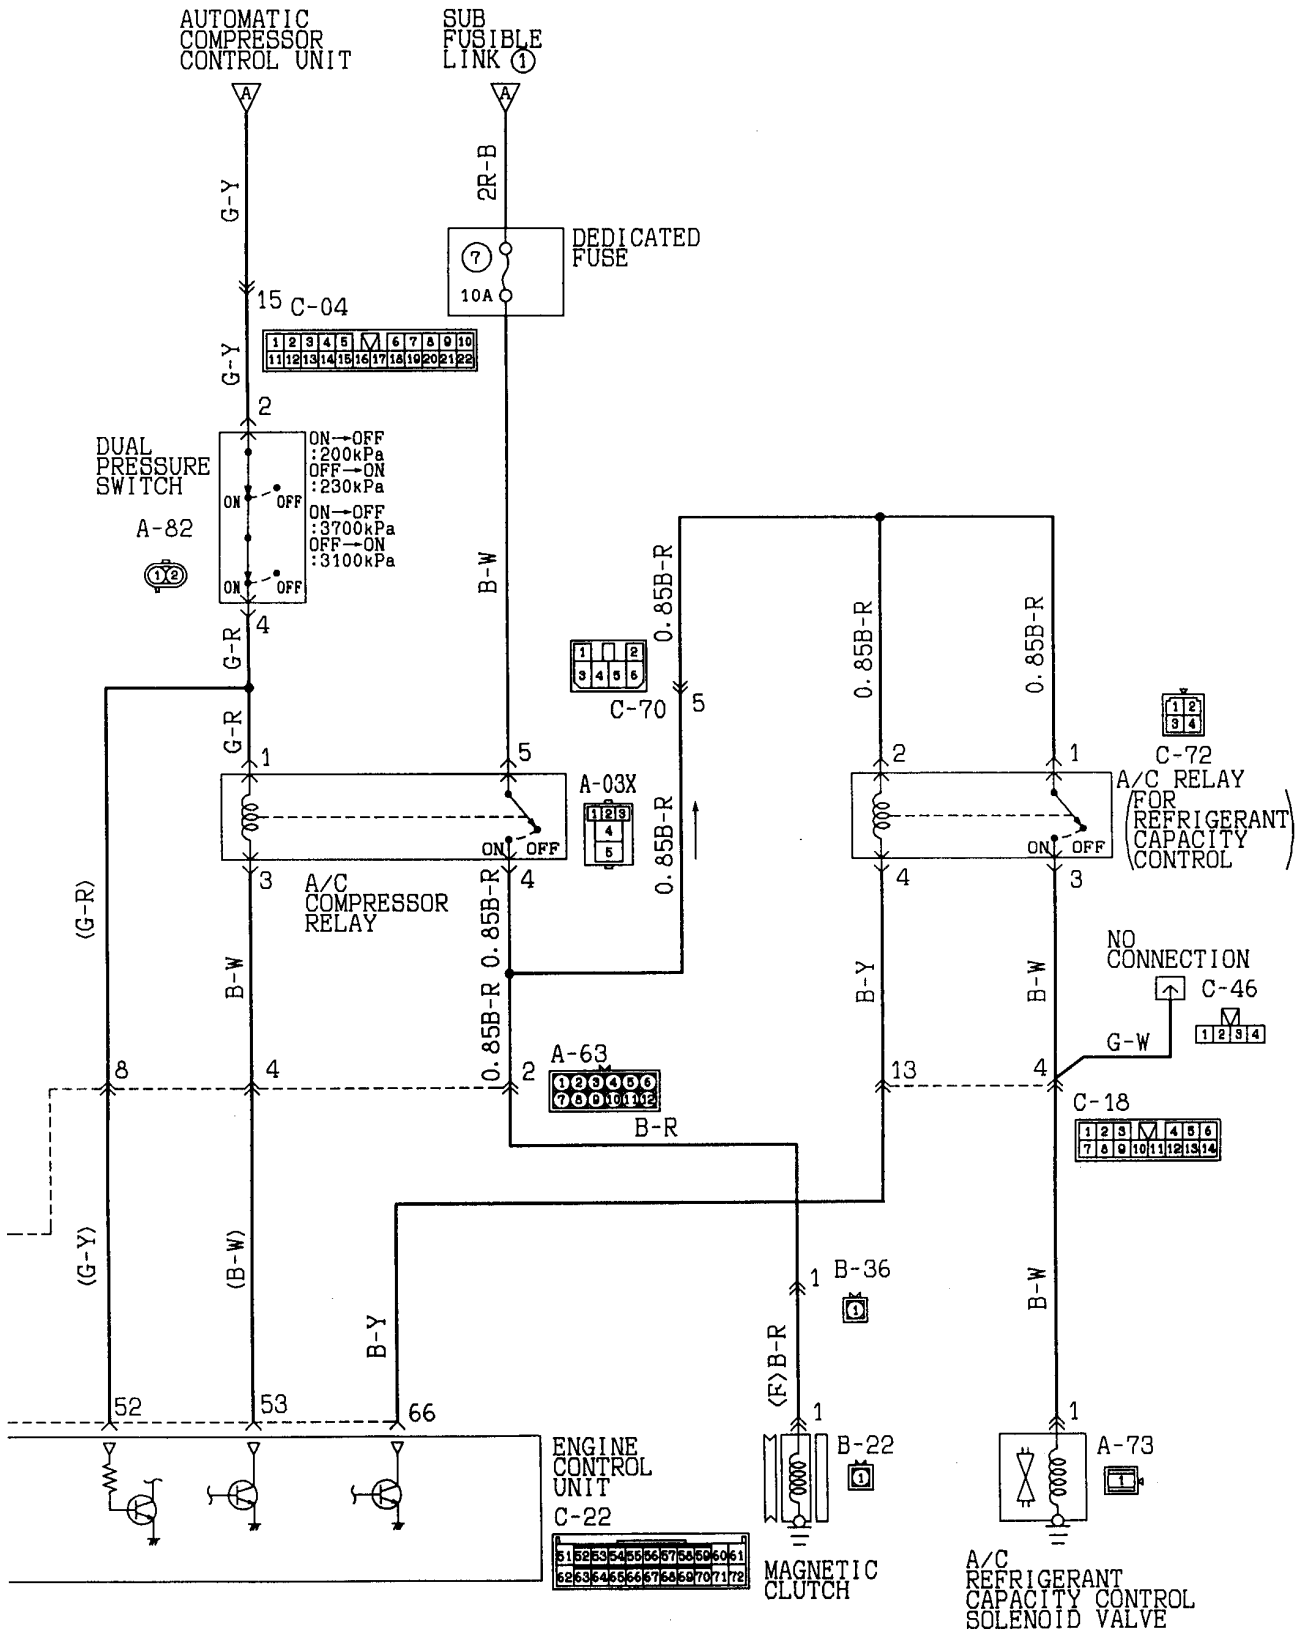 AUTOMATIC
COMPRESSOR
CONTROL UNIT
SUB
FUSIBLE
LINK ①
A
A
G-Y
2R-B
⑦
10A
DEDICATED
FUSE
15 C-04
1 2 3 4 5 6 7 8 9 10
11 12 13 14 15 16 17 18 19 20 21 22
G-Y
2
DUAL
PRESSURE
SWITCH
A-82
1 2
ON→OFF
:200kPa
OFF→ON
:230kPa
ON→OFF
:3700kPa
OFF→ON
:3100kPa
ON OFF
ON OFF
4
G-R
G-R
B-W
0.85B-R
0.85B-R
0.85B-R
1 2
3 4 5 6
C-70
5
1 2
3 4
C-72
1
5
2
1
A/C RELAY
(FOR
REFRIGERANT
CAPACITY
CONTROL)
A-03X
1 2 3
4
5
ON OFF
ON OFF
0.85B-R
3
4
4
3
A/C
COMPRESSOR
RELAY
(G-R)
B-W
0.85B-R
0.85B-R
B-Y
B-W
NO
CONNECTION
C-46
1 2 3 4
G-W
8
4
2
A-63
1 2 3 4 5 6
7 8 9 10 11 12
13
4
C-18
1 2 3 4 5 6
7 8 9 10 11 12 13 14
B-R
(G-Y)
(B-W)
B-Y
1 B-36
1
B-W
(F)B-R
52
53
66
1
1
ENGINE
CONTROL
UNIT
C-22
51 52 53 54 55 56 57 58 59 60 61
62 63 64 65 66 67 68 69 70 71 72
B-22
1
MAGNETIC
CLUTCH
A-73
1
A/C
REFRIGERANT
CAPACITY CONTROL
SOLENOID VALVE